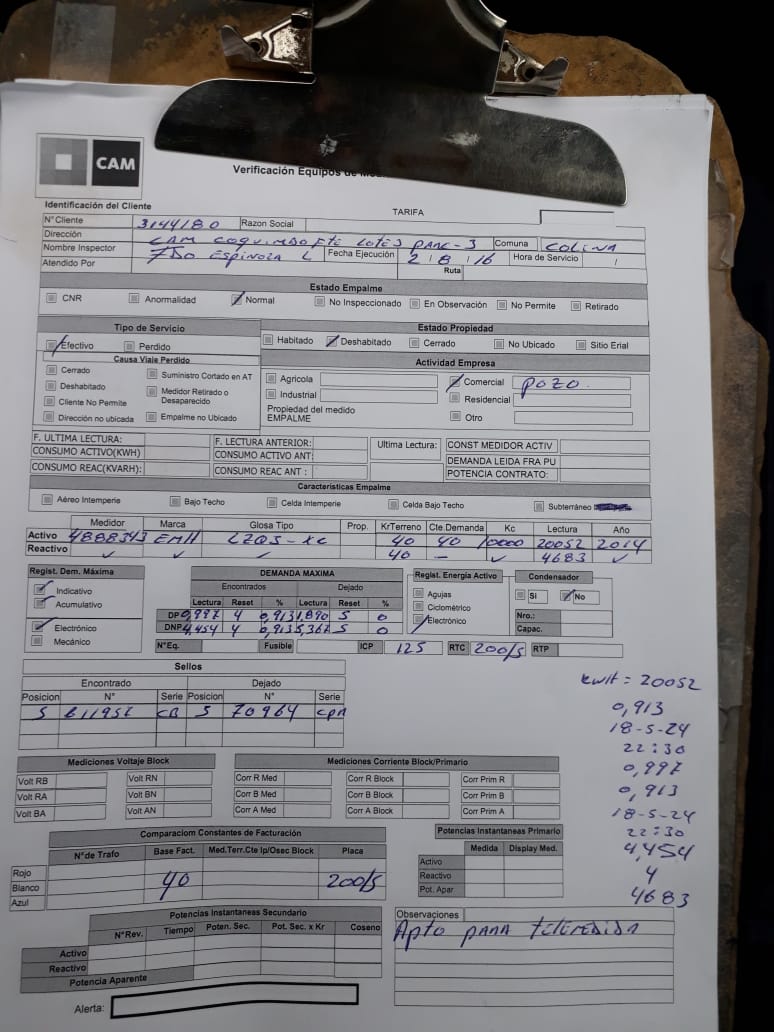 CAM
Verificación Equipos de
Identificación del Cliente
TARIFA
N°Cliente 3144180 Razon Social
Dirección CAM COQUIMBO FTE LOTES PARC-3 Comuna COLINA
Nombre Inspector FDO ESPINOZA L Fecha Ejecución 2/8/16 Hora de Servicio /
Atendido Por Ruta
Estado Empalme
CNR Anormalidad Normal No Inspeccionado En Observación No Permite Retirado
Tipo de Servicio
Estado Propiedad
Efectivo Perdido
Habitado Deshabitado Cerrado No Ubicado Sitio Erial
Causa Viaje Perdido
Actividad Empresa
Cerrado Suministro Cortado en AT
Deshabitado Medidor Retirado o Desaparecido
Cliente No Permite
Dirección no ubicada Empalme no Ubicado
Agricola Comercial POZO.
Industrial Residencial
Propiedad del medido
EMPALME
Otro
F. ULTIMA LECTURA: F. LECTURA ANTERIOR: Ultima Lectura: CONST MEDIDOR ACTIV
CONSUMO ACTIVO(KWH) CONSUMO ACTIVO ANT: DEMANDA LEIDA FRA PU
CONSUMO REAC(KVARH): CONSUMO REAC ANT : POTENCIA CONTRATO:
Caracteristicas Empalme
Aéreo Intemperie Bajo Techo Celda Intemperie Celda Bajo Techo Subterráneo
Medidor Marca Glosa Tipo Prop. KrTerreno Cte.Demanda Kc Lectura Año
Activo 4888343 EMH LZQJ-XC 40 40 10000 20052 2014
Reactivo ✓ ✓ ✓ 40 — ✓ 4683 ✓
Regist. Dem. Máxima
DEMANDA MAXIMA
Regist. Energia Activo
Condensador
Indicativo
Acumulativo
Electrónico
Mecánico
Encontrados Dejado
Lectura Reset % Lectura Reset %
DP 0,997 4 0,913 1,890 5 0
DNP 4,454 4 0,913 5,367 5 0
Agujas
Ciclométrico
Electrónico
Si No
Nro.:
Capac.
N°Eq. Fusible ICP 125 RTC 200/5 RTP
Sellos
Encontrado Dejado
Posicion N° Serie Posicion N° Serie
5 611957 CB 5 70964 CPM
kwH = 20052
0,913
18-5-24
22:30
0,997
0,913
18-5-24
22:30
4,454
4
4683
Mediciones Voltaje Block
Mediciones Corriente Block/Primario
Volt RB Volt RN Corr R Med Corr R Block Corr Prim R
Volt RA Volt BN Corr B Med Corr B Block Corr Prim B
Volt BA Volt AN Corr A Med Corr A Block Corr Prim A
Comparaciom Constantes de Facturación
Potencias Instantaneas Primario
N°de Trafo Base Fact. Med.Terr.Cte Ip/Osec Block Placa
Medida Display Med.
Rojo
Blanco 40 200/5
Azul
Activo
Reactivo
Pot. Apar
Potencias Instantaneas Secundario
N°Rev. Tiempo Poten. Sec. Pot. Sec. x Kr Coseno
Activo
Reactivo
Potencia Aparente
Observaciones
Apto PARA telemedida
Alerta: